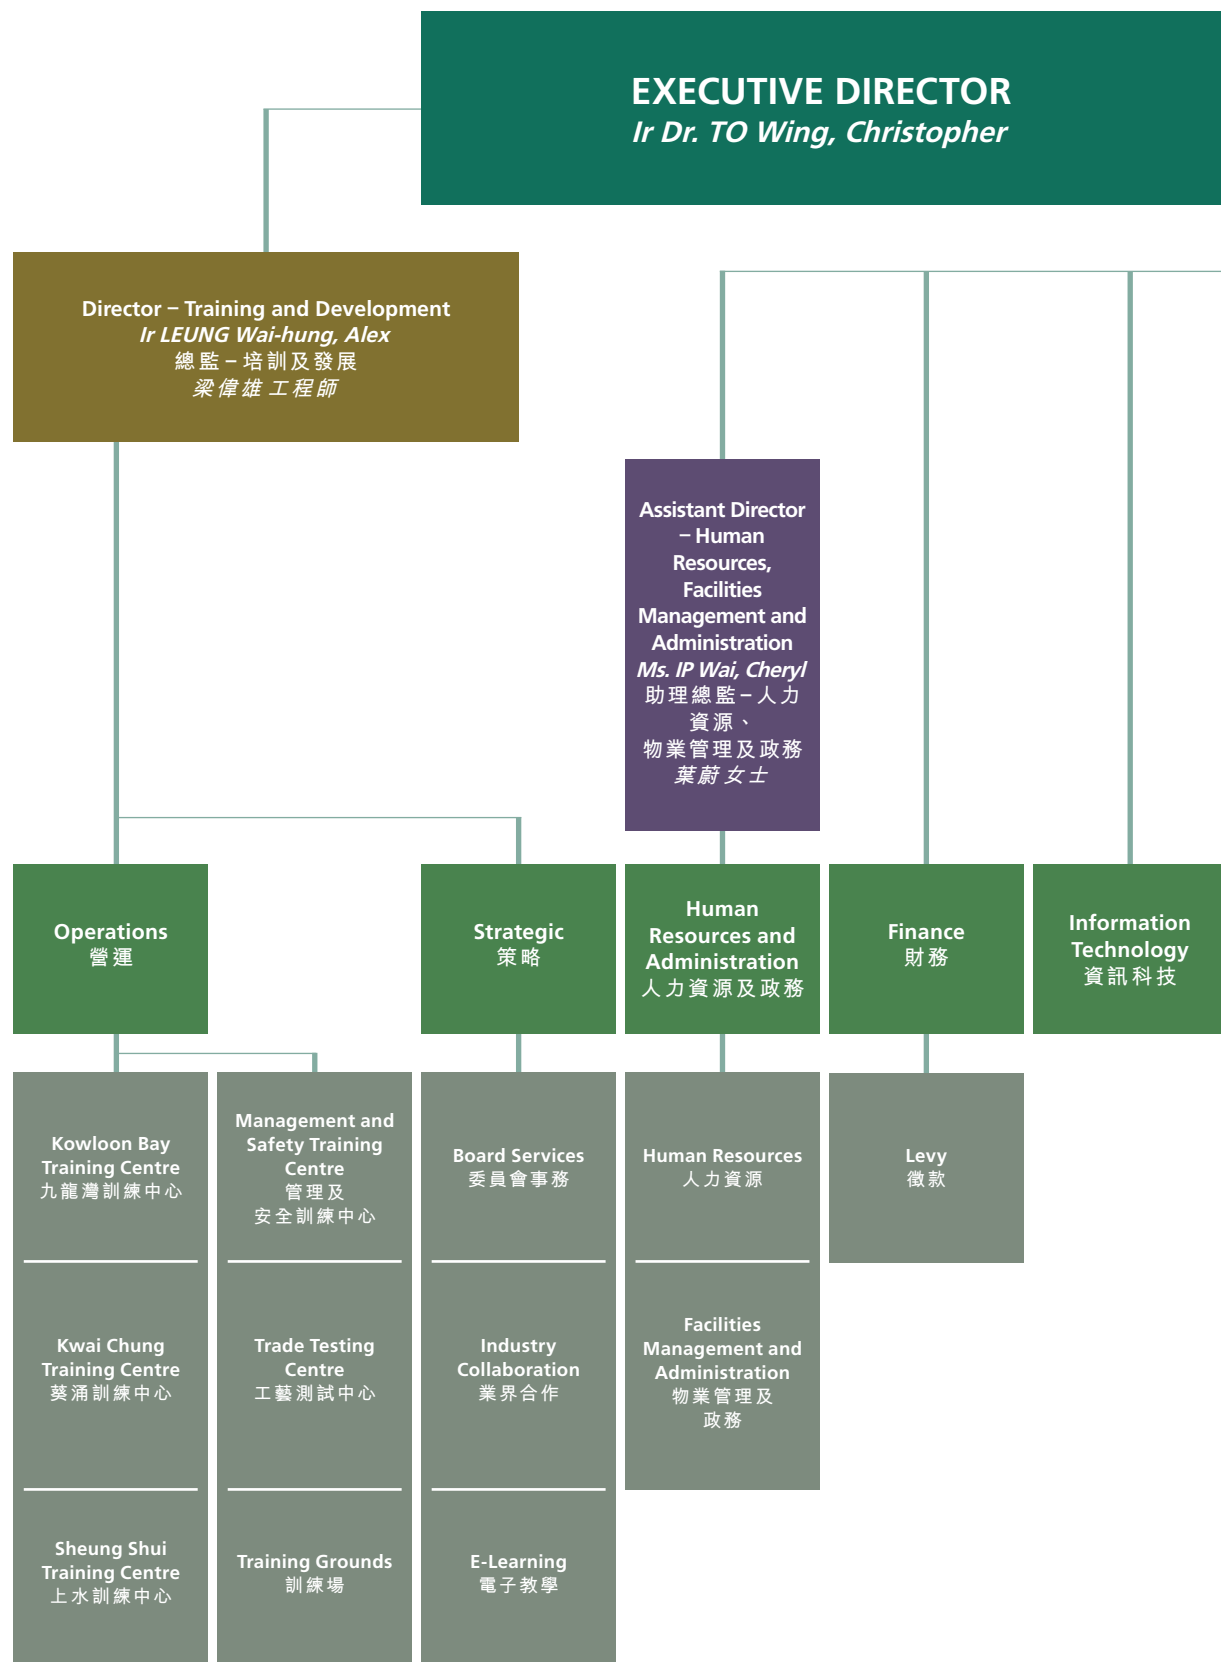 EXECUTIVE DIRECTOR
Ir Dr. TO Wing, Christopher
Director – Training and Development
Ir LEUNG Wai-hung, Alex
總監–培訓及發展
梁偉雄 工程師
Assistant Director
– Human
Resources,
Facilities
Management and
Administration
Ms. IP Wai, Cheryl
助理總監–人力
資源、
物業管理及政務
葉蔚 女士
Operations
營運
Strategic
策略
Human
Resources and
Administration
人力資源及政務
Finance
財務
Information
Technology
資訊科技
Kowloon Bay
Training Centre
九龍灣訓練中心
Management and
Safety Training
Centre
管理及
安全訓練中心
Board Services
委員會事務
Human Resources
人力資源
Levy
徵款
Kwai Chung
Training Centre
葵涌訓練中心
Trade Testing
Centre
工藝測試中心
Industry
Collaboration
業界合作
Facilities
Management and
Administration
物業管理及
政務
Sheung Shui
Training Centre
上水訓練中心
Training Grounds
訓練場
E-Learning
電子教學